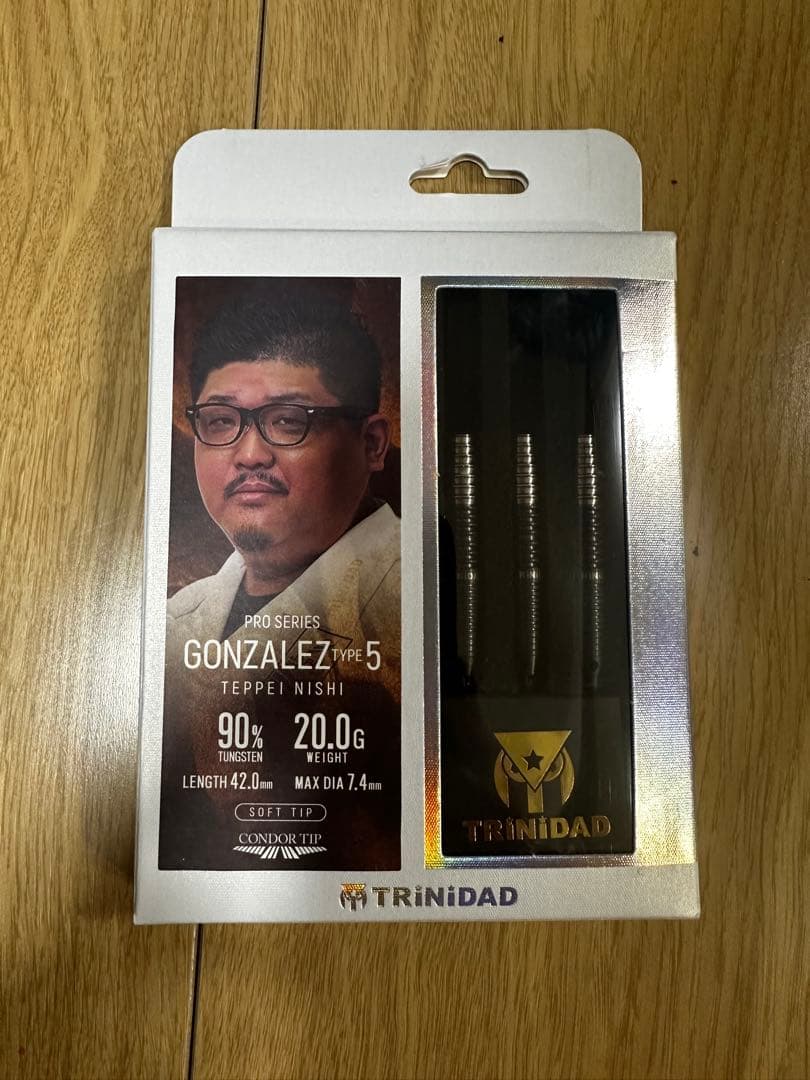 PRO SERIES
GONZALEZ TYPE 5
TEPPEI NISHI
90% 20.0G
TUNGSTEN WEIGHT
LENGTH 42.0mm MAX DIA 7.4mm
SOFT TIP
CONDOR TIP
TRiNiDAD
TRiNiDAD